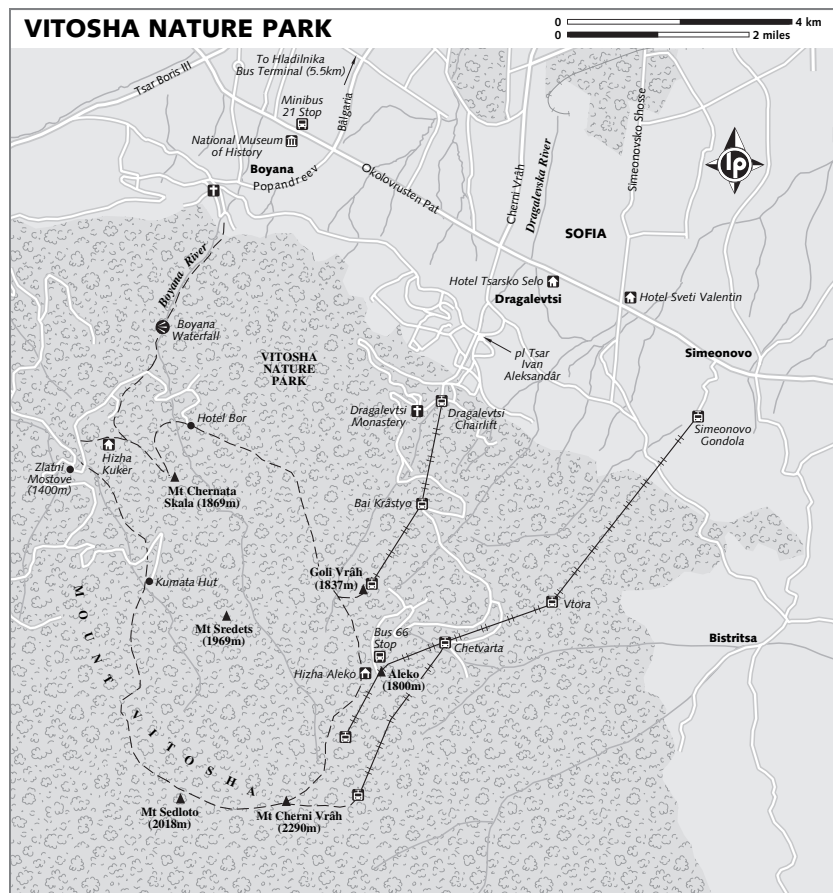 VITOSHA NATURE PARK
0
4 km
0
2 miles
To Hladilnika
Bus Terminal (5.5km)
Tsar Boris III
Minibus
21 Stop
Bâlgaria
National Museum
of History
Boyana
Popandreev
Okolovrusten Pat
Cherni Vrâh
Dragalevska River
Simeonovsko Shosse
lp
SOFIA
Boyana River
Hotel Tsarsko Selo
Dragalevtsi
Hotel Sveti Valentin
Boyana
Waterfall
VITOSHA
NATURE
PARK
pl Tsar
Ivan
Aleksandâr
Simeonovo
Hotel Bor
Dragalevtsi
Monastery
Dragalevtsi
Chairlift
Simeonovo
Gondola
Hizha
Kuker
Zlatni
Mostove
(1400m)
Mt Chernata
Skala (1869m)
Bai Krâstyo
Goli Vrâh
(1837m)
Kumata Hut
Vtora
Mt Sredets
(1969m)
Bus 66
Stop
Chetvarta
Bistritsa
Hizha Aleko
Aleko
(1800m)
MOUNT VITOSHA
Mt Sedloto
(2018m)
Mt Cherni Vrâh
(2290m)